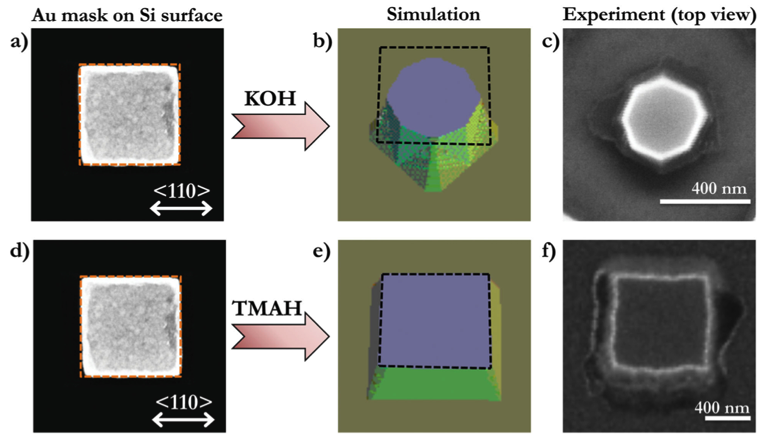 Au mask on Si surface
Simulation
Experiment (top view)
a)
b)
c)
KOH
<110>
400 nm
d)
e)
f)
TMAH
<110>
400 nm